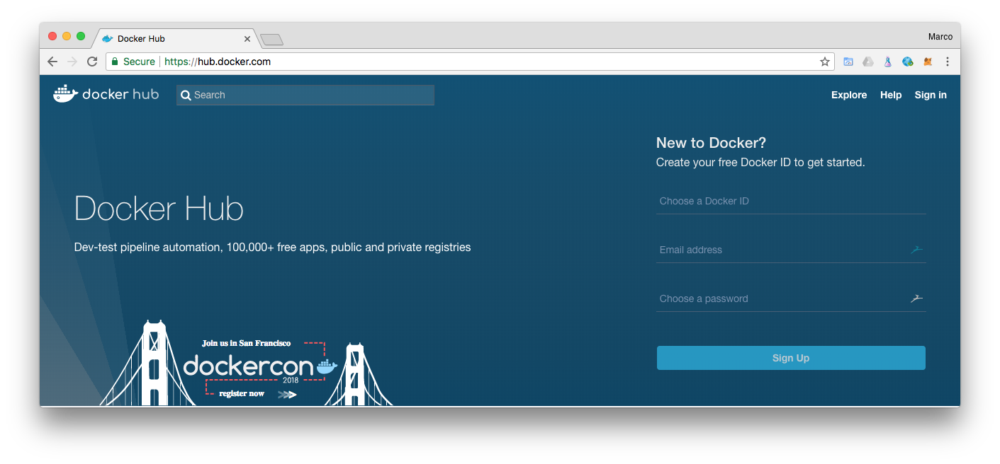 Docker Hub
Marco
Secure https://hub.docker.com
docker hub
Search
Explore Help Sign in
New to Docker?
Create your free Docker ID to get started.
Choose a Docker ID
Docker Hub
Dev-test pipeline automation, 100,000+ free apps, public and private registries
Email address
Choose a password
Sign Up
Join us in San Francisco
dockercon
2018
register now